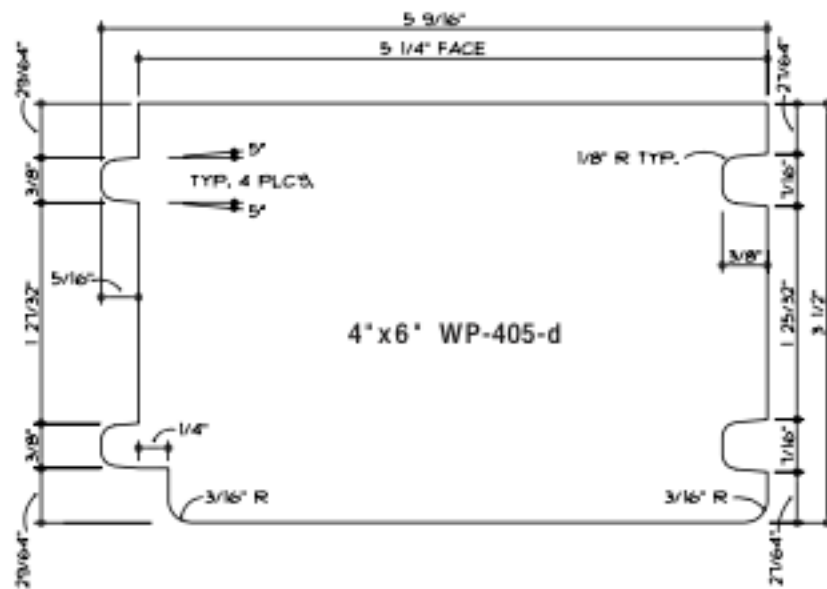 5 9/16"
5 1/4" FACE
29/64"
27/64"
5°
TYP. 4 PLC'S.
5°
1/8" R TYP.
3/8"
7/16"
5/16"
3/8"
1 27/32"
4"x6" WP-405-d
1 25/32"
3 1/2"
1/4"
3/8"
7/16"
3/16" R
3/16" R
29/64"
27/64"